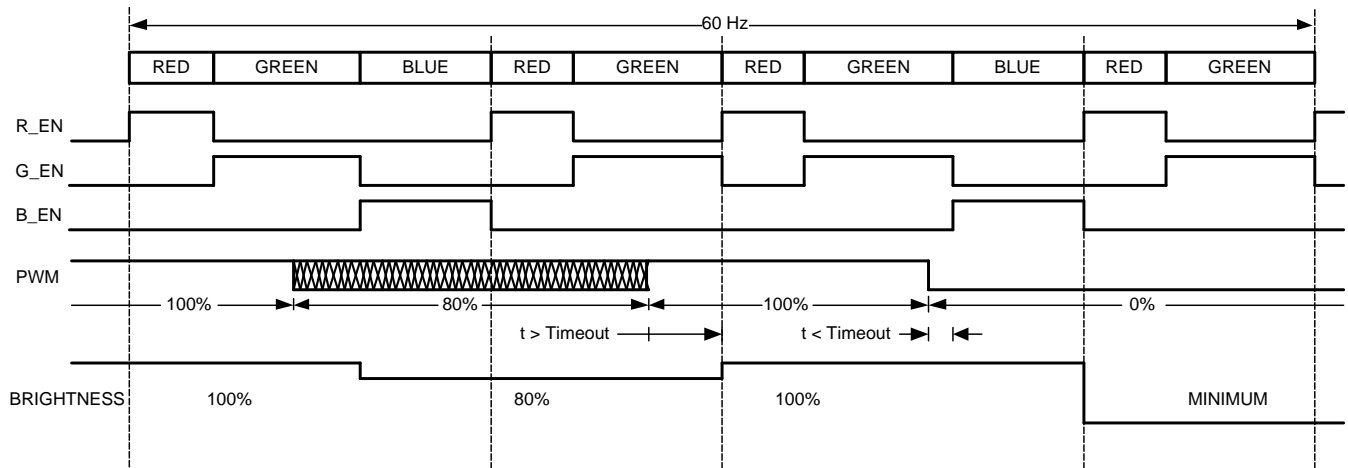 60 Hz
RED GREEN BLUE RED GREEN RED GREEN BLUE RED GREEN
R_EN
G_EN
B_EN
PWM
100% 80% 100% 0%
t > Timeout t < Timeout
BRIGHTNESS 100% 80% 100% MINIMUM